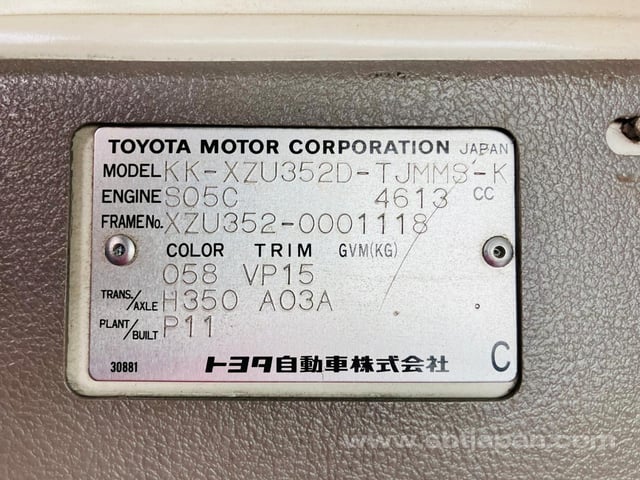 TOYOTA MOTOR CORPORATION JAPAN
MODEL KK-XZU352D-TJMMS-K
ENGINE S05C 4613 CC
FRAME No. XZU352-0001118
COLOR TRIM GVM(KG)
058 VP15
TRANS./AXLE H350 A03A
PLANT/BUILT P11
30881 トヨタ自動車株式会社 C
www.sbtjapan.com